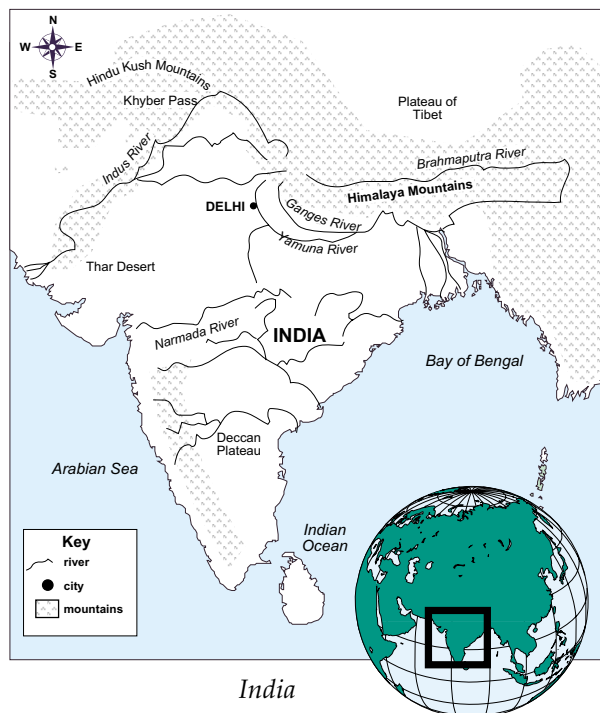 N
W E
S
Hindu Kush Mountains
Khyber Pass
Plateau of
Tibet
Indus River
Brahmaputra River
Himalaya Mountains
DELHI
Ganges River
Yamuna River
Thar Desert
Narmada River
INDIA
Bay of Bengal
Deccan
Plateau
Arabian Sea
Indian
Ocean
Key
river
city
mountains
India